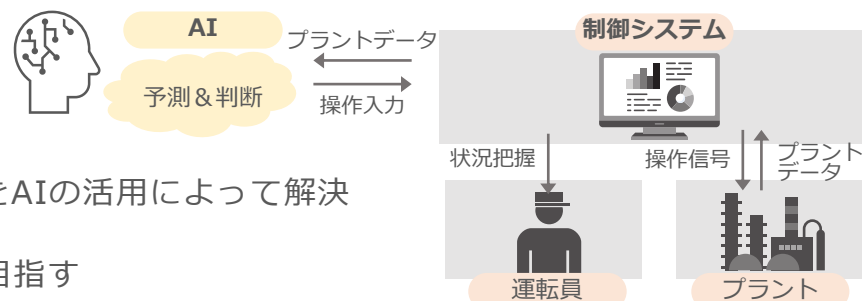 AI
プラントデータ
予測＆判断
操作入力
制御システム
状況把握
操作信号
プラント
データ
運転員
プラント
AIの活用によって解決
目指す